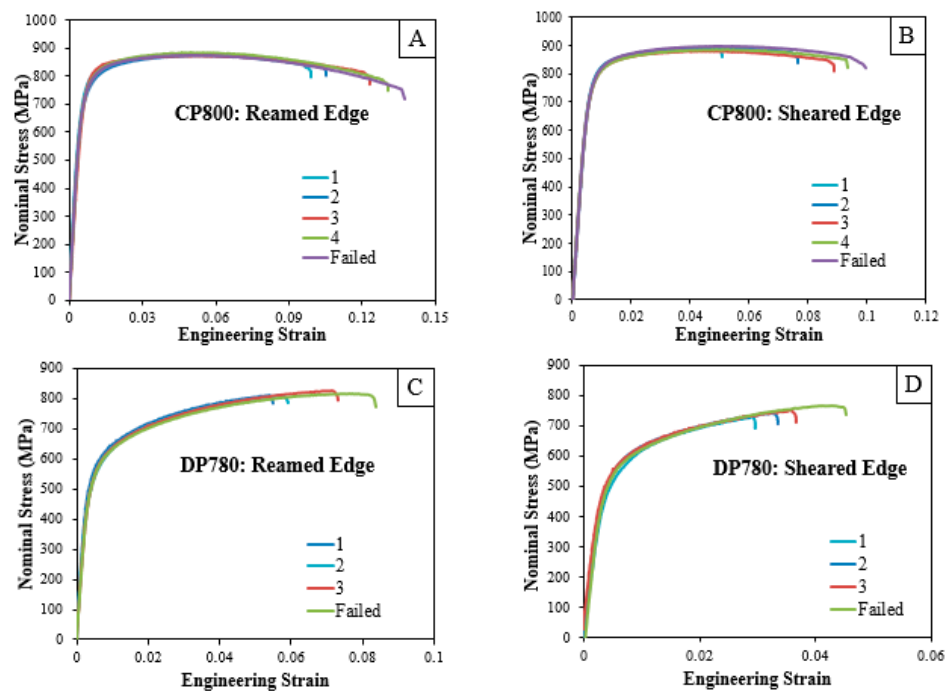 A
Nominal Stress (MPa)
1000
900
800
700
600
500
400
300
200
100
0
CP800: Reamed Edge
1
2
3
4
Failed
0 0.03 0.06 0.09 0.12 0.15
Engineering Strain
B
Nominal Stress (MPa)
1000
900
800
700
600
500
400
300
200
100
0
CP800: Sheared Edge
1
2
3
4
Failed
0 0.02 0.04 0.06 0.08 0.1 0.12
Engineering Strain
C
Nominal Stress (MPa)
900
800
700
600
500
400
300
200
100
0
DP780: Reamed Edge
1
2
3
Failed
0 0.02 0.04 0.06 0.08 0.1
Engineering Strain
D
Nominal Stress (MPa)
900
800
700
600
500
400
300
200
100
0
DP780: Sheared Edge
1
2
3
Failed
0 0.02 0.04 0.06
Engineering Strain